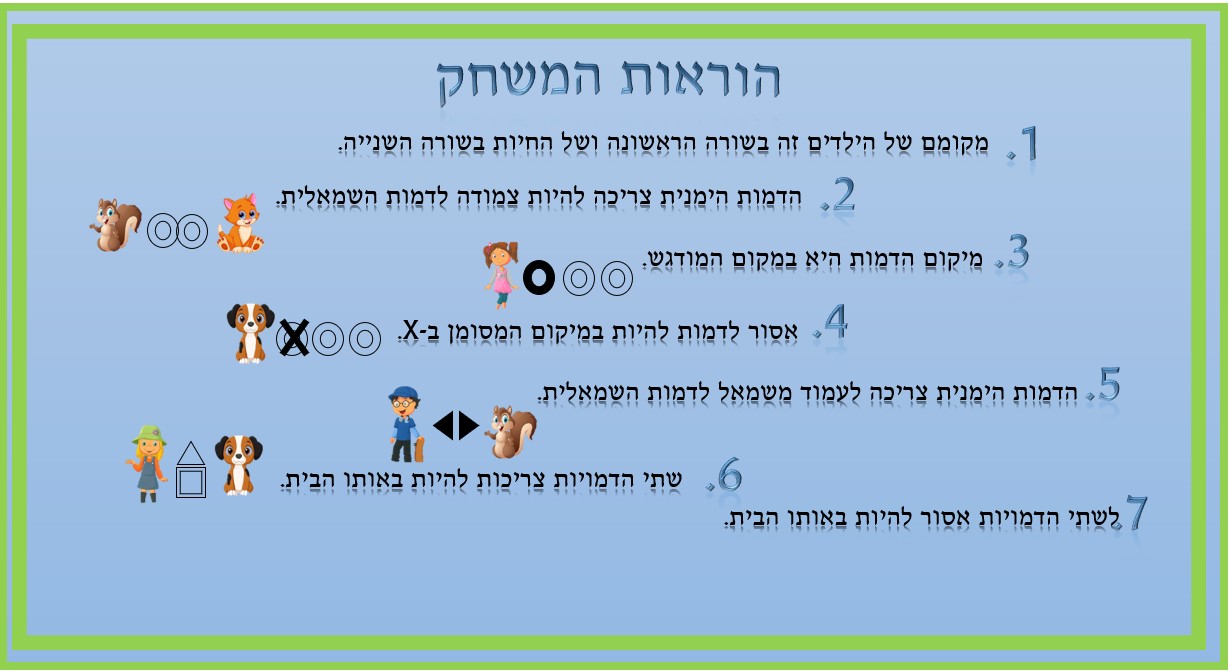 הוראות המשחק
1. מקומם של הילדים זה בשורה הראשונה ושל החיות בשורה השנייה.
2. הדמות הימנית צריכה להיות צמודה לדמות השמאלית.
3. מיקום הדמות היא במקום המודגש.
4. אסור לדמות להיות במיקום המסומן ב-X.
5. הדמות הימנית צריכה לעמוד משמאל לדמות השמאלית.
6. שתי הדמויות צריכות להיות באותו הבית.
7. לשתי הדמויות אסור להיות באותו הבית.